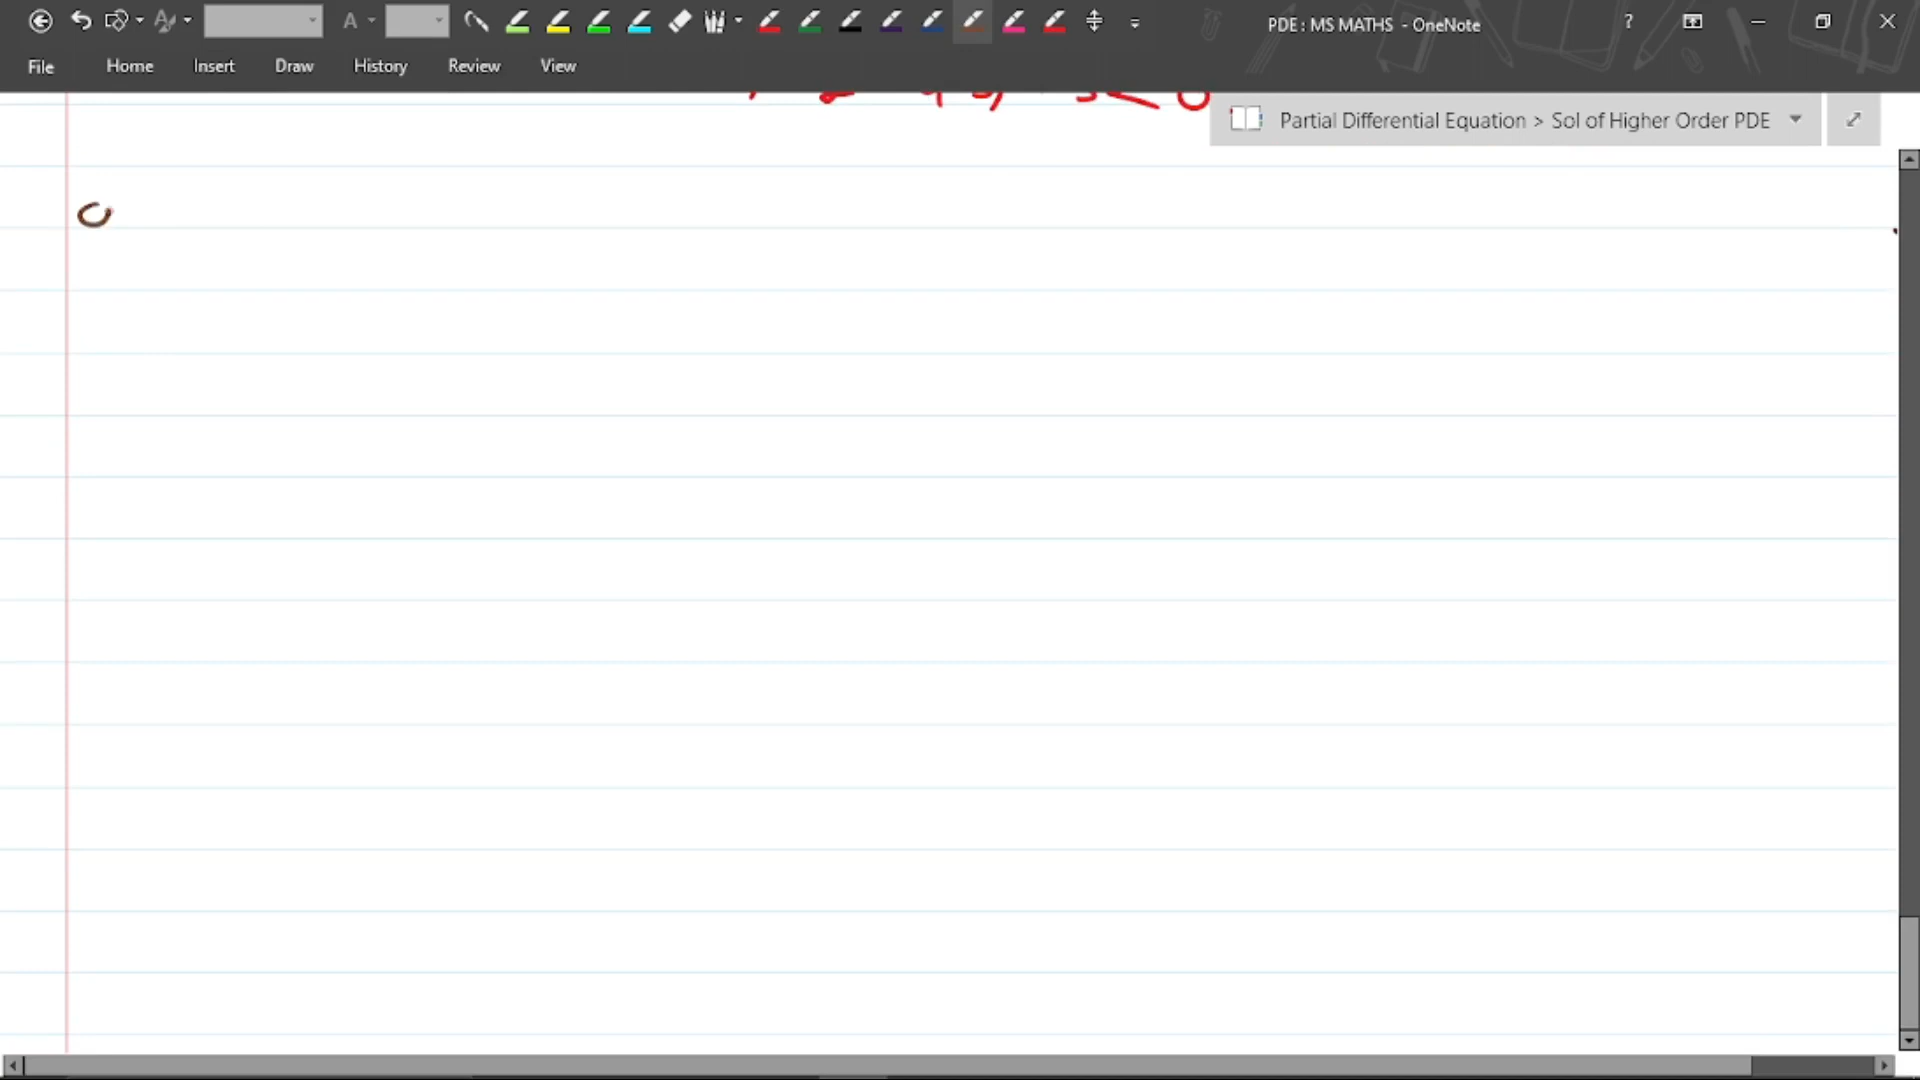 A PDE : MS MATHS - OneNote ?
File Home Insert Draw History Review View
Partial Differential Equation > Sol of Higher Order PDE